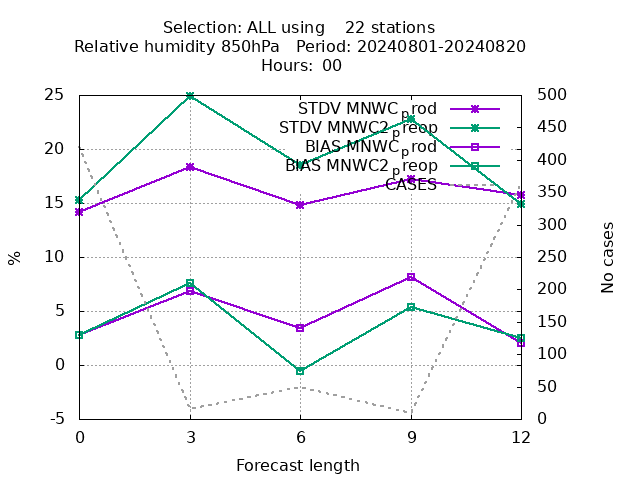 Selection: ALL using 22 stations
Relative humidity 850hPa Period: 20240801-20240820
Hours: 00
STDV MNWC_prod
STDV MNWC2_preop
BIAS MNWC_prod
BIAS MNWC2_preop
CASES
25
20
15
10
5
0
-5
%
500
450
400
350
300
250
200
150
100
50
0
No cases
0 3 6 9 12
Forecast length